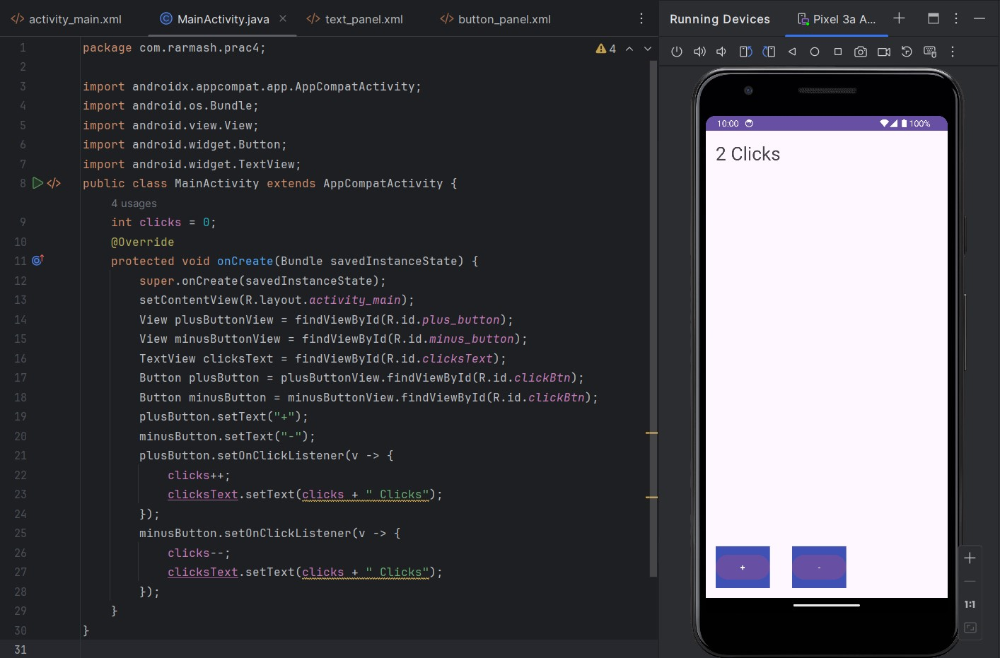 activity_main.xml MainActivity.java text_panel.xml button_panel.xml
Running Devices Pixel 3a A...
4
1 package com.rarmash.prac4;
2
3 import androidx.appcompat.app.AppCompatActivity;
4 import android.os.Bundle;
5 import android.view.View;
6 import android.widget.Button;
7 import android.widget.TextView;
8 public class MainActivity extends AppCompatActivity {
4 usages
9 int clicks = 0;
10 @Override
11 protected void onCreate(Bundle savedInstanceState) {
12 super.onCreate(savedInstanceState);
13 setContentView(R.layout.activity_main);
14 View plusButtonView = findViewById(R.id.plus_button);
15 View minusButtonView = findViewById(R.id.minus_button);
16 TextView clicksText = findViewById(R.id.clicksText);
17 Button plusButton = plusButtonView.findViewById(R.id.clickBtn);
18 Button minusButton = minusButtonView.findViewById(R.id.clickBtn);
19 plusButton.setText("+");
20 minusButton.setText("-");
21 plusButton.setOnClickListener(v -> {
22 clicks++;
23 clicksText.setText(clicks + " Clicks");
24 });
25 minusButton.setOnClickListener(v -> {
26 clicks--;
27 clicksText.setText(clicks + " Clicks");
28 });
29 }
30 }
31
10:00 100%
2 Clicks
+ -
1:1